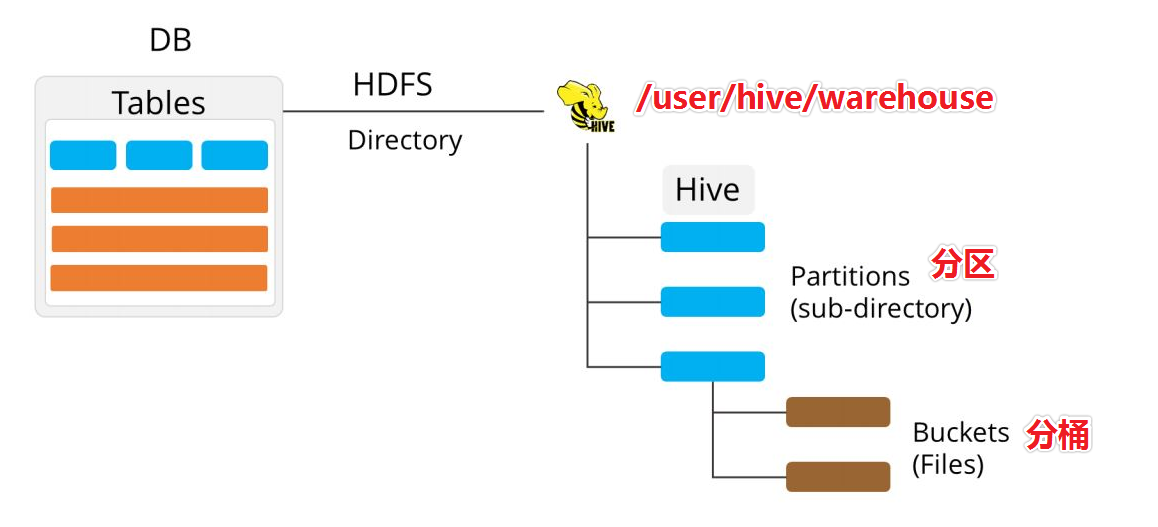 DB
Tables
HDFS
Directory
HIVE
/user/hive/warehouse
Hive
Partitions
(sub-directory)
分区
Buckets
(Files)
分桶